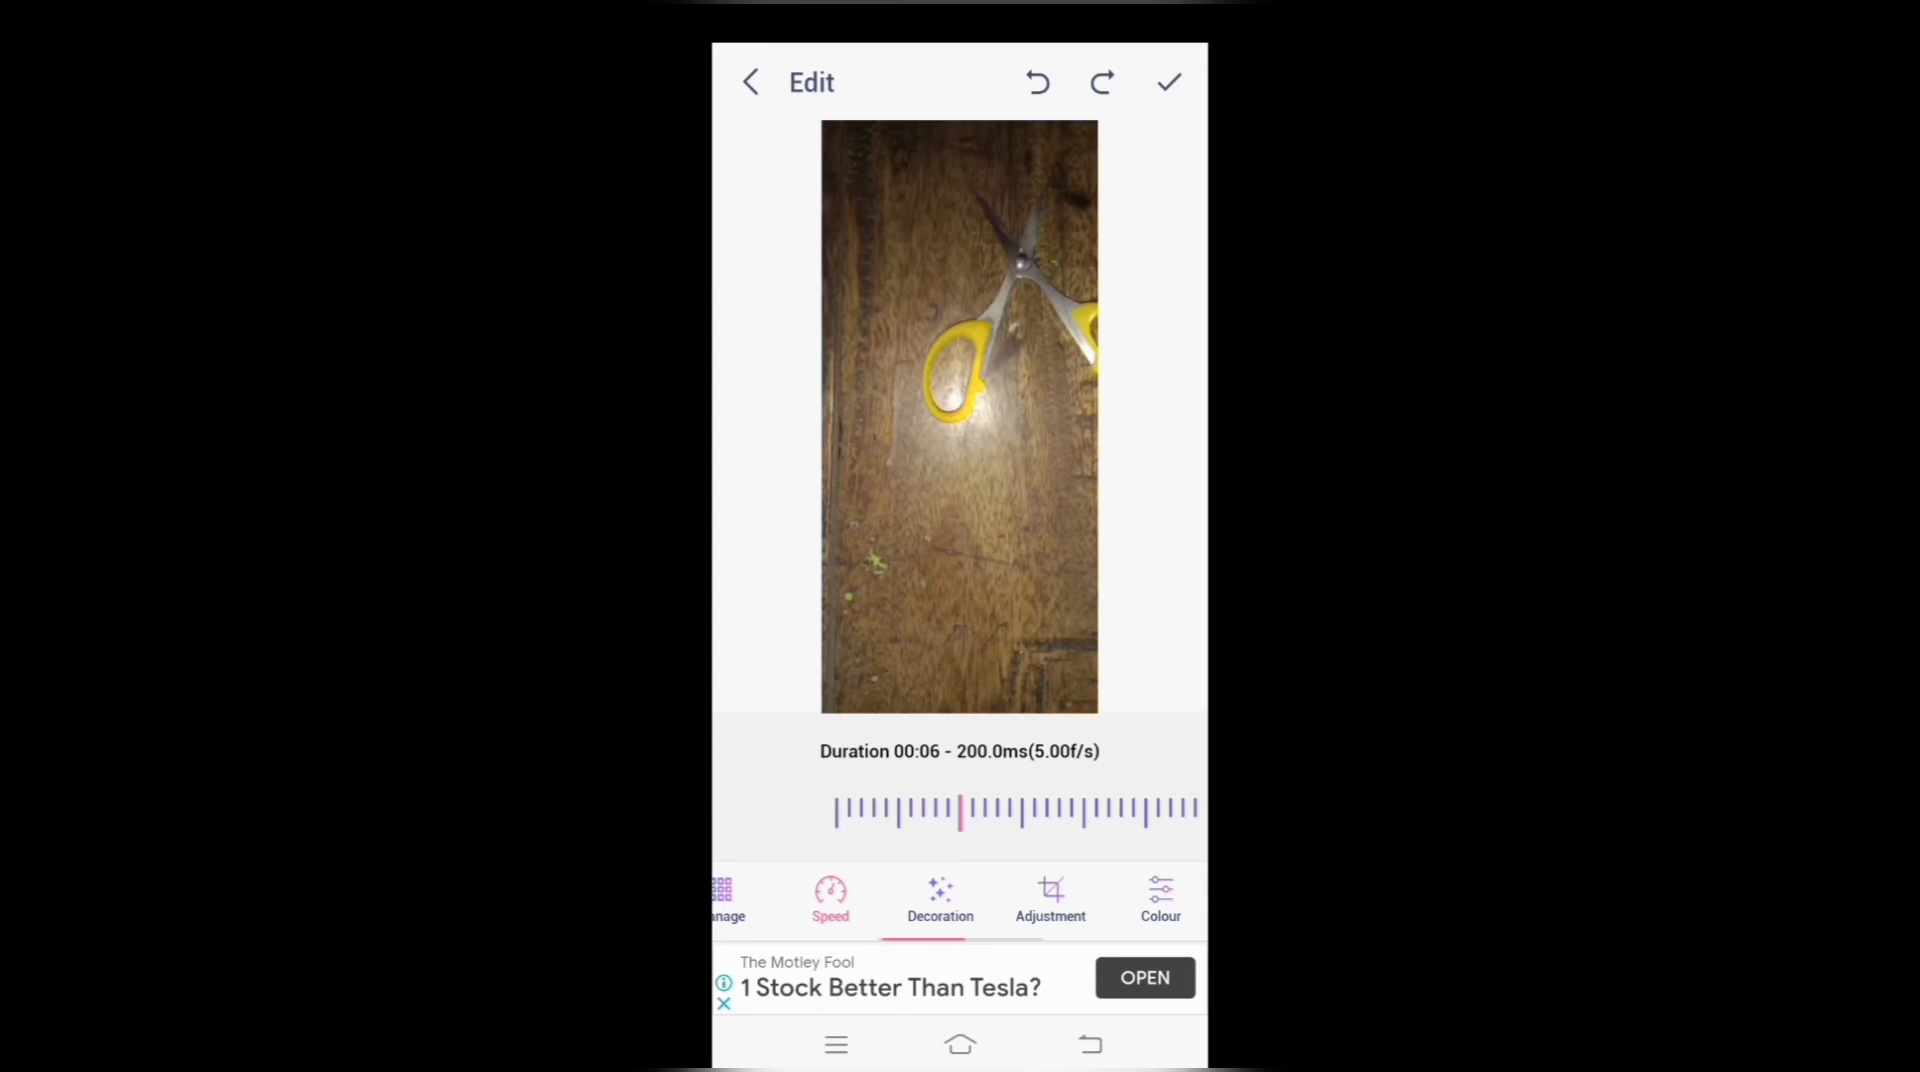 Edit
Duration 00:06 - 200.0ms(5.00f/s)
anage
Speed
Decoration
Adjustment
Colour
The Motley Fool
1 Stock Better Than Tesla?
OPEN